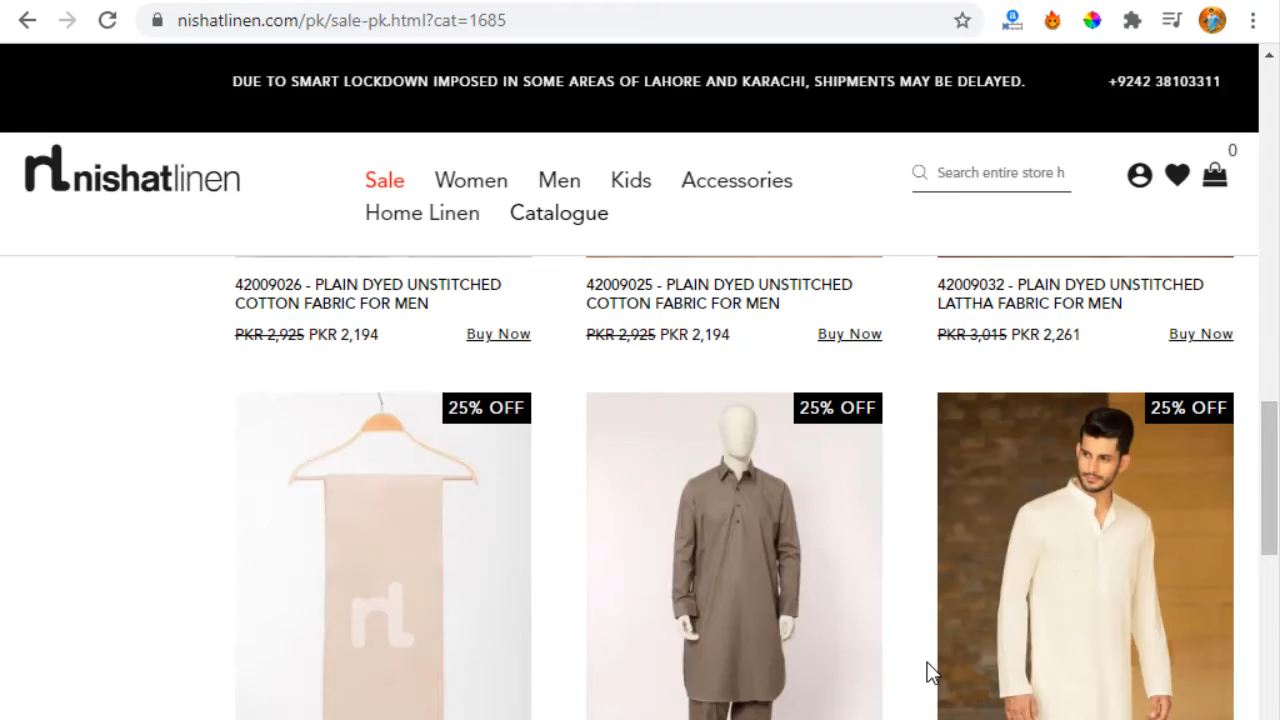 nishatlinen.com/pk/sale-pk.html?cat=1685
DUE TO SMART LOCKDOWN IMPOSED IN SOME AREAS OF LAHORE AND KARACHI, SHIPMENTS MAY BE DELAYED.
+9242 38103311
nl nishatlinen
Sale Women Men Kids Accessories
Home Linen Catalogue
Search entire store h
0
42009026 - PLAIN DYED UNSTITCHED
COTTON FABRIC FOR MEN
PKR 2,925 PKR 2,194 Buy Now
42009025 - PLAIN DYED UNSTITCHED
COTTON FABRIC FOR MEN
PKR 2,925 PKR 2,194 Buy Now
42009032 - PLAIN DYED UNSTITCHED
LATTHA FABRIC FOR MEN
PKR 3,015 PKR 2,261 Buy Now
25% OFF
nl
25% OFF
25% OFF